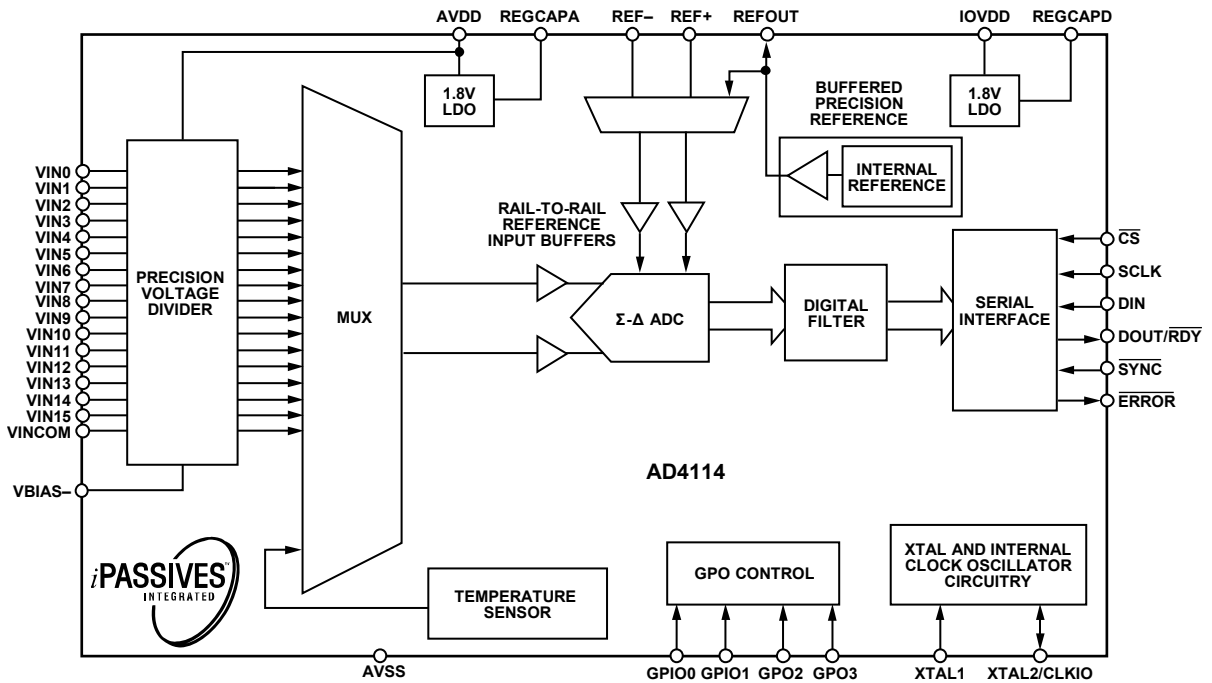 AVDD
REGCAPA
REF–
REF+
REFOUT
IOVDD
REGCAPD
1.8V
LDO
BUFFERED
PRECISION
REFERENCE
1.8V
LDO
INTERNAL
REFERENCE
VIN0
VIN1
VIN2
VIN3
VIN4
VIN5
VIN6
VIN7
VIN8
VIN9
VIN10
VIN11
VIN12
VIN13
VIN14
VIN15
VINCOM
VBIAS–
PRECISION
VOLTAGE
DIVIDER
MUX
RAIL-TO-RAIL
REFERENCE
INPUT BUFFERS
Σ-Δ ADC
DIGITAL
FILTER
SERIAL
INTERFACE
CS
SCLK
DIN
DOUT/RDY
SYNC
ERROR
AD4114
iPASSIVES™
INTEGRATED
TEMPERATURE
SENSOR
GPO CONTROL
XTAL AND INTERNAL
CLOCK OSCILLATOR
CIRCUITRY
AVSS
GPIO0
GPIO1
GPO2
GPO3
XTAL1
XTAL2/CLKIO